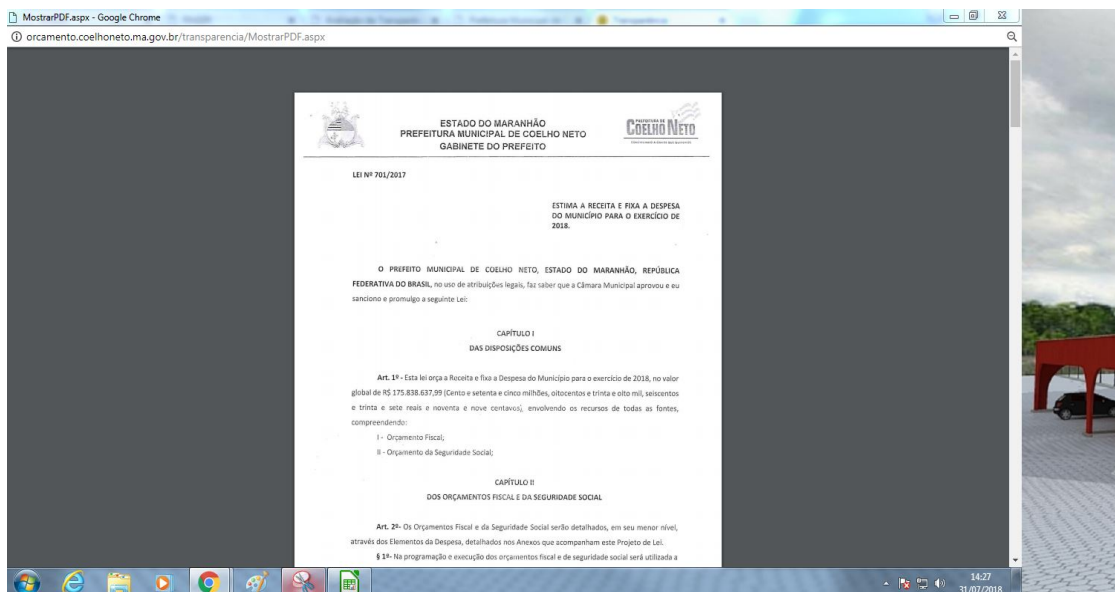 MostrarPDF.aspx - Google Chrome
orcamento.coelhoneto.ma.gov.br/transparencia/MostrarPDF.aspx
ESTADO DO MARANHÃO
PREFEITURA MUNICIPAL DE COELHO NETO
GABINETE DO PREFEITO
PREFEITURA DE
COELHO NETO
LEI Nº 701/2017
ESTIMA A RECEITA E FIXA A DESPESA
DO MUNICÍPIO PARA O EXERCÍCIO DE
2018.
O PREFEITO MUNICIPAL DE COELHO NETO, ESTADO DO MARANHÃO, REPÚBLICA
FEDERATIVA DO BRASIL, no uso de atribuições legais, faz saber que a Câmara Municipal aprovou e eu
sanciono e promulgo a seguinte Lei:
CAPÍTULO I
DAS DISPOSIÇÕES COMUNS
Art. 1º - Esta lei orça a Receita e fixa a Despesa do Município para o exercício de 2018, no valor
global de R$ 175.838.637,99 (Cento e setenta e cinco milhões, oitocentos e trinta e oito mil, seiscentos
e trinta e sete reais e noventa e nove centavos), envolvendo os recursos de todas as fontes,
compreendendo:
I - Orçamento Fiscal;
II - Orçamento da Seguridade Social;
CAPÍTULO II
DOS ORÇAMENTOS FISCAL E DA SEGURIDADE SOCIAL
Art. 2º- Os Orçamentos Fiscal e da Seguridade Social serão detalhados, em seu menor nível,
através dos Elementos da Despesa, detalhados nos Anexos que acompanham este Projeto de Lei.
§ 1º- Na programação e execução dos orçamentos fiscal e de seguridade social será utilizada a
14:27
31/07/2018